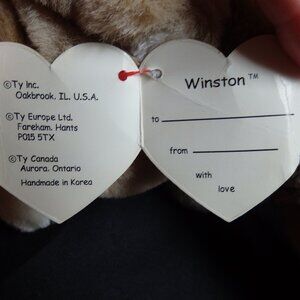 ©Ty Inc.
Oakbrook. IL. U.S.A.
©Ty Europe Ltd.
Fareham. Hants
PO15 5TX
©Ty Canada
Aurora. Ontario
Handmade in Korea
Winston™
to
from
with
love